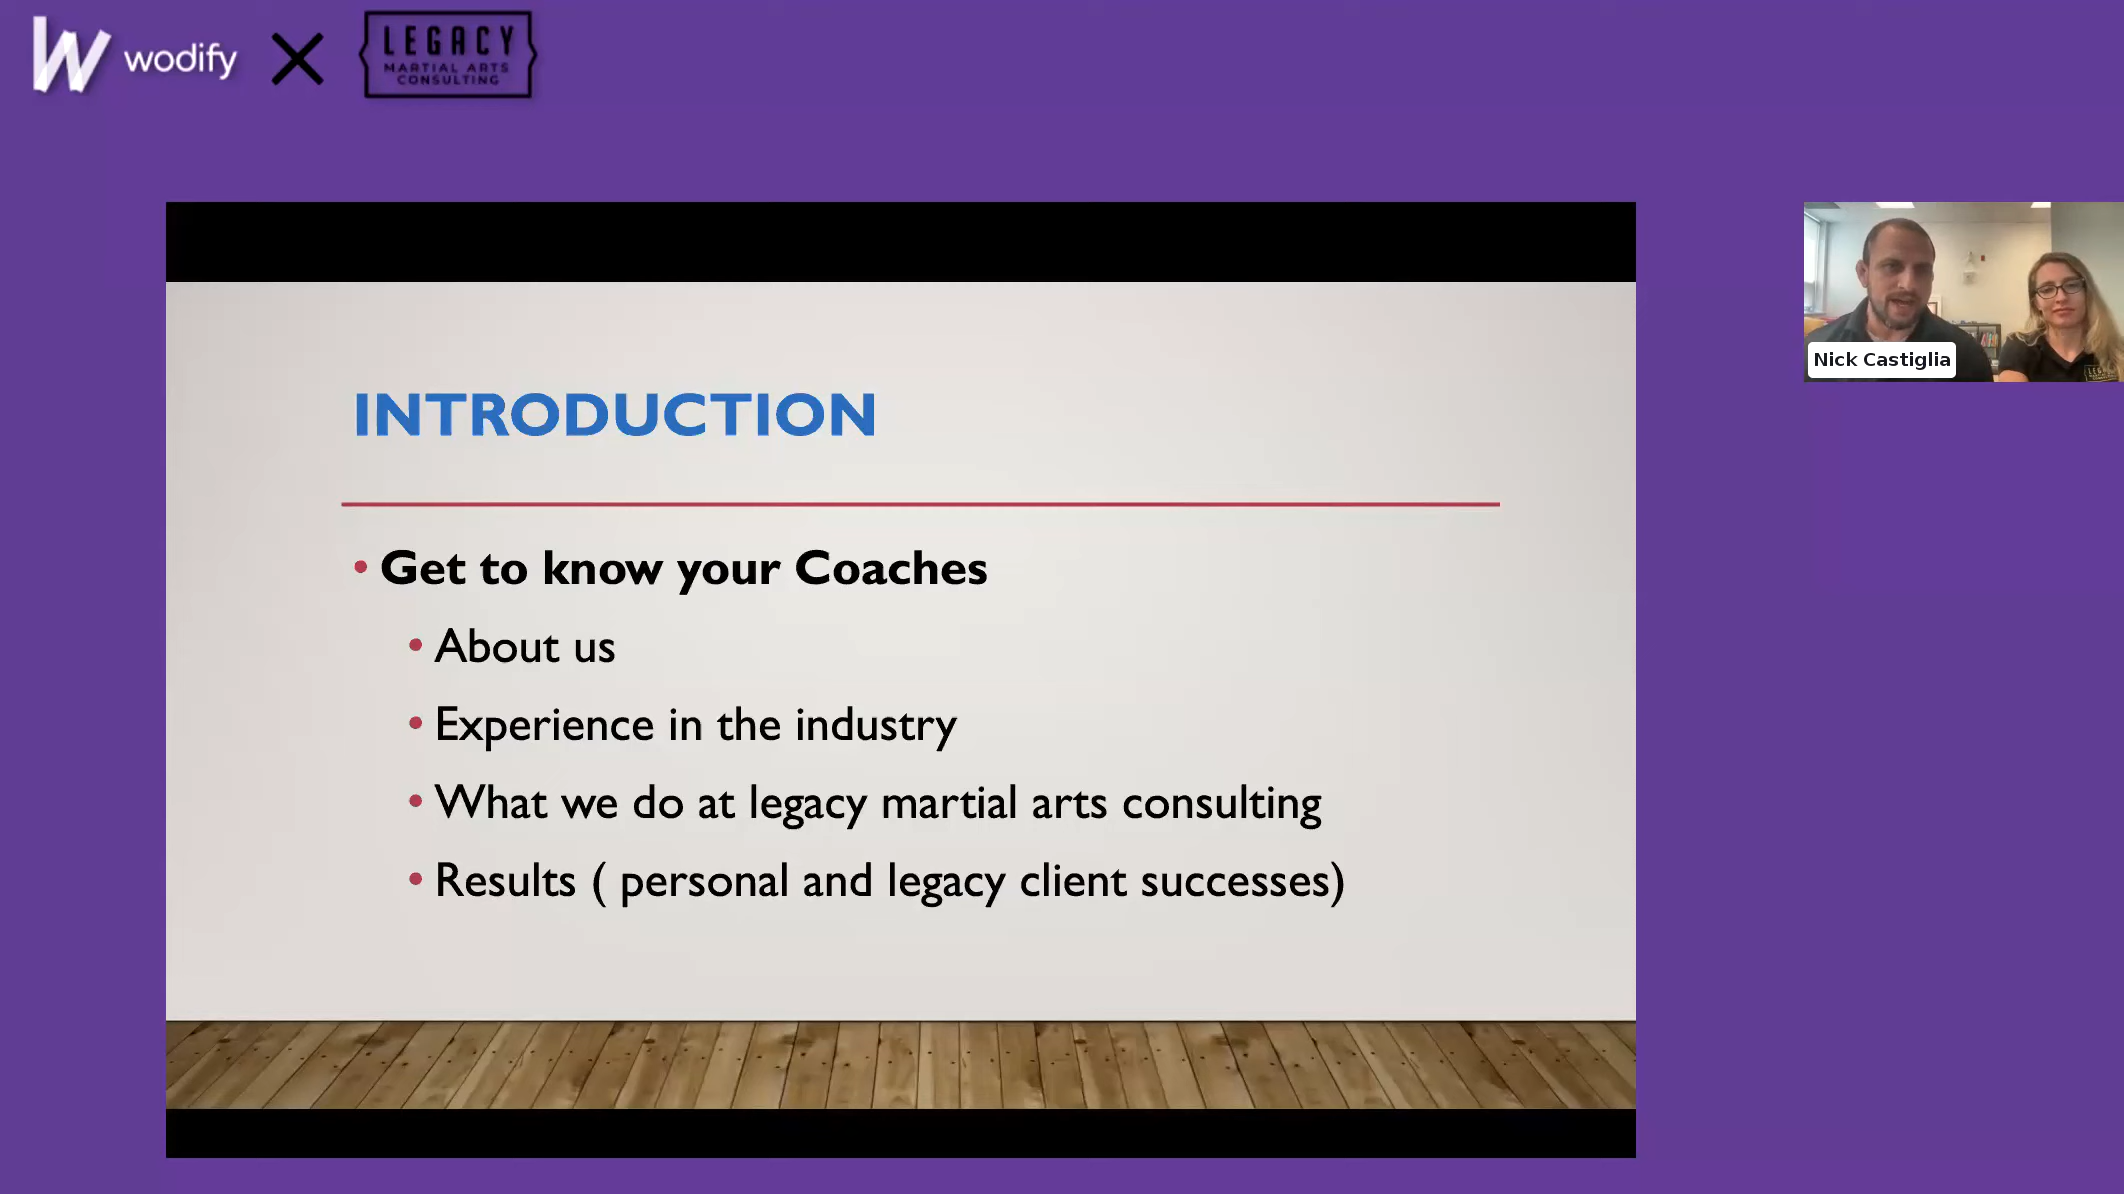 wodify
LEGACY
MARTIAL ARTS
CONSULTING
INTRODUCTION
• Get to know your Coaches
• About us
• Experience in the industry
• What we do at legacy martial arts consulting
• Results ( personal and legacy client successes)
Nick Castiglia